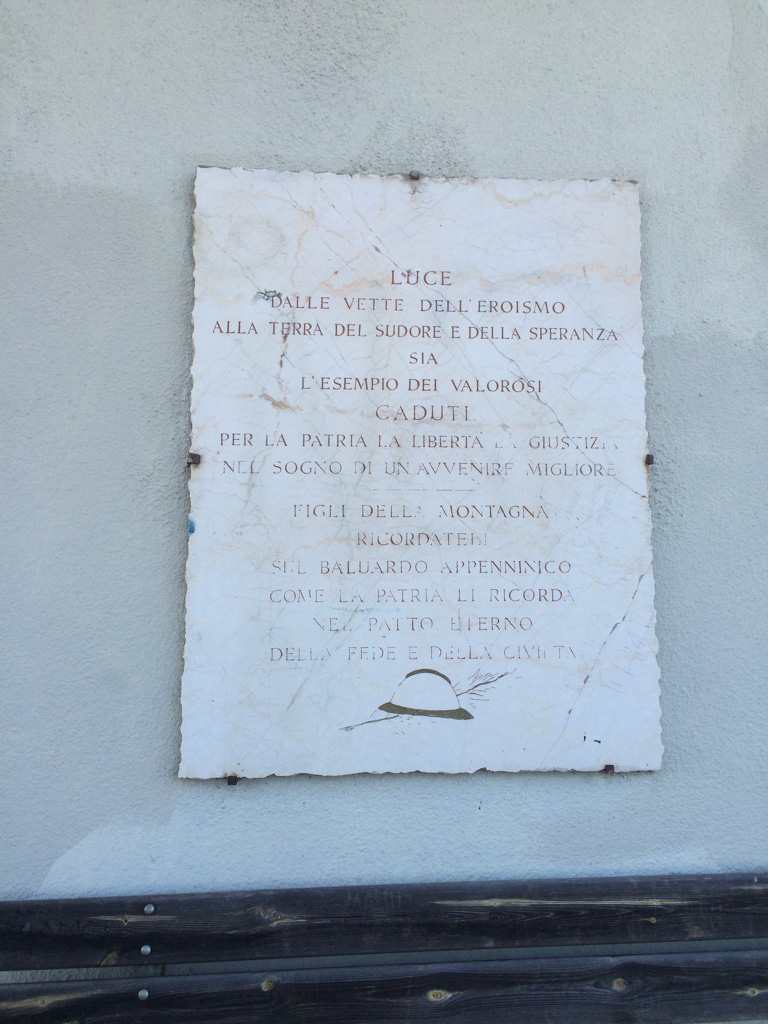 LUCE
DALLE VETTE DELL'EROISMO
ALLA TERRA DEL SUDORE E DELLA SPERANZA
SIA
L'ESEMPIO DEI VALOROSI
CADUTI
PER LA PATRIA LA LIBERTÀ LA GIUSTIZIA
NEL SOGNO DI UN AVVENIRE MIGLIORE
FIGLI DELLA MONTAGNA
RICORDATELI
SUL BALUARDO APPENNINICO
COME LA PATRIA LI RICORDA
NEL PATTO ETERNO
DELLA FEDE E DELLA CIVILTÀ